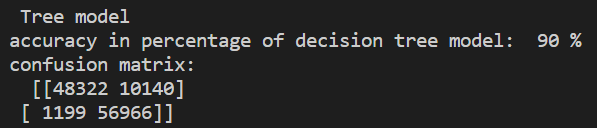 Tree model
accuracy in percentage of decision tree model:  90 %
confusion matrix:
[[48322 10140]
[ 1199 56966]]